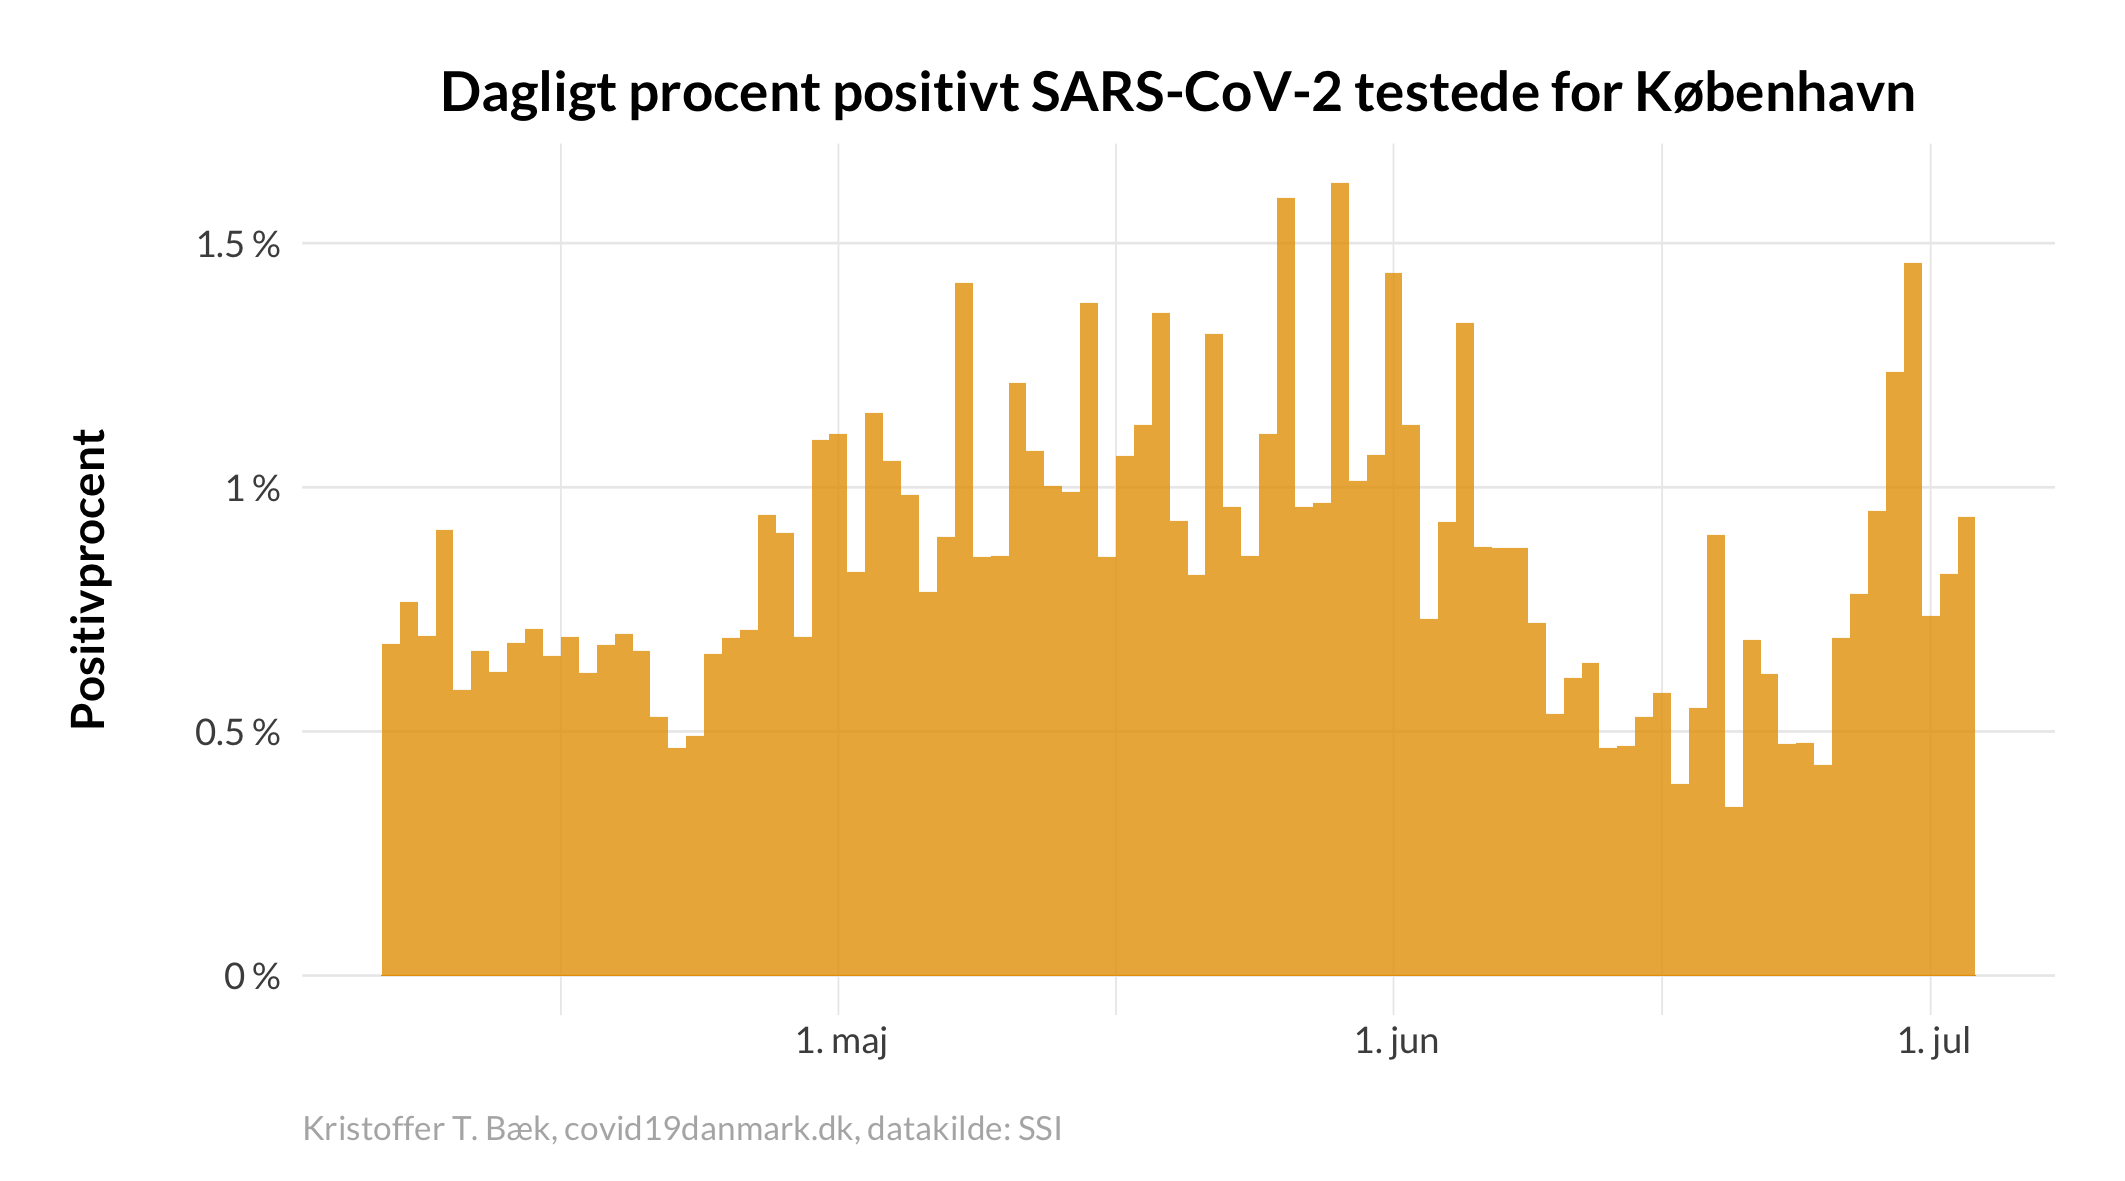 Dagligt procent positivt SARS-CoV-2 testede for København
Positivprocent
1.5 %
1 %
0.5 %
0 %
1. maj
1. jun
1. jul
Kristoffer T. Bæk, covid19danmark.dk, datakilde: SSI